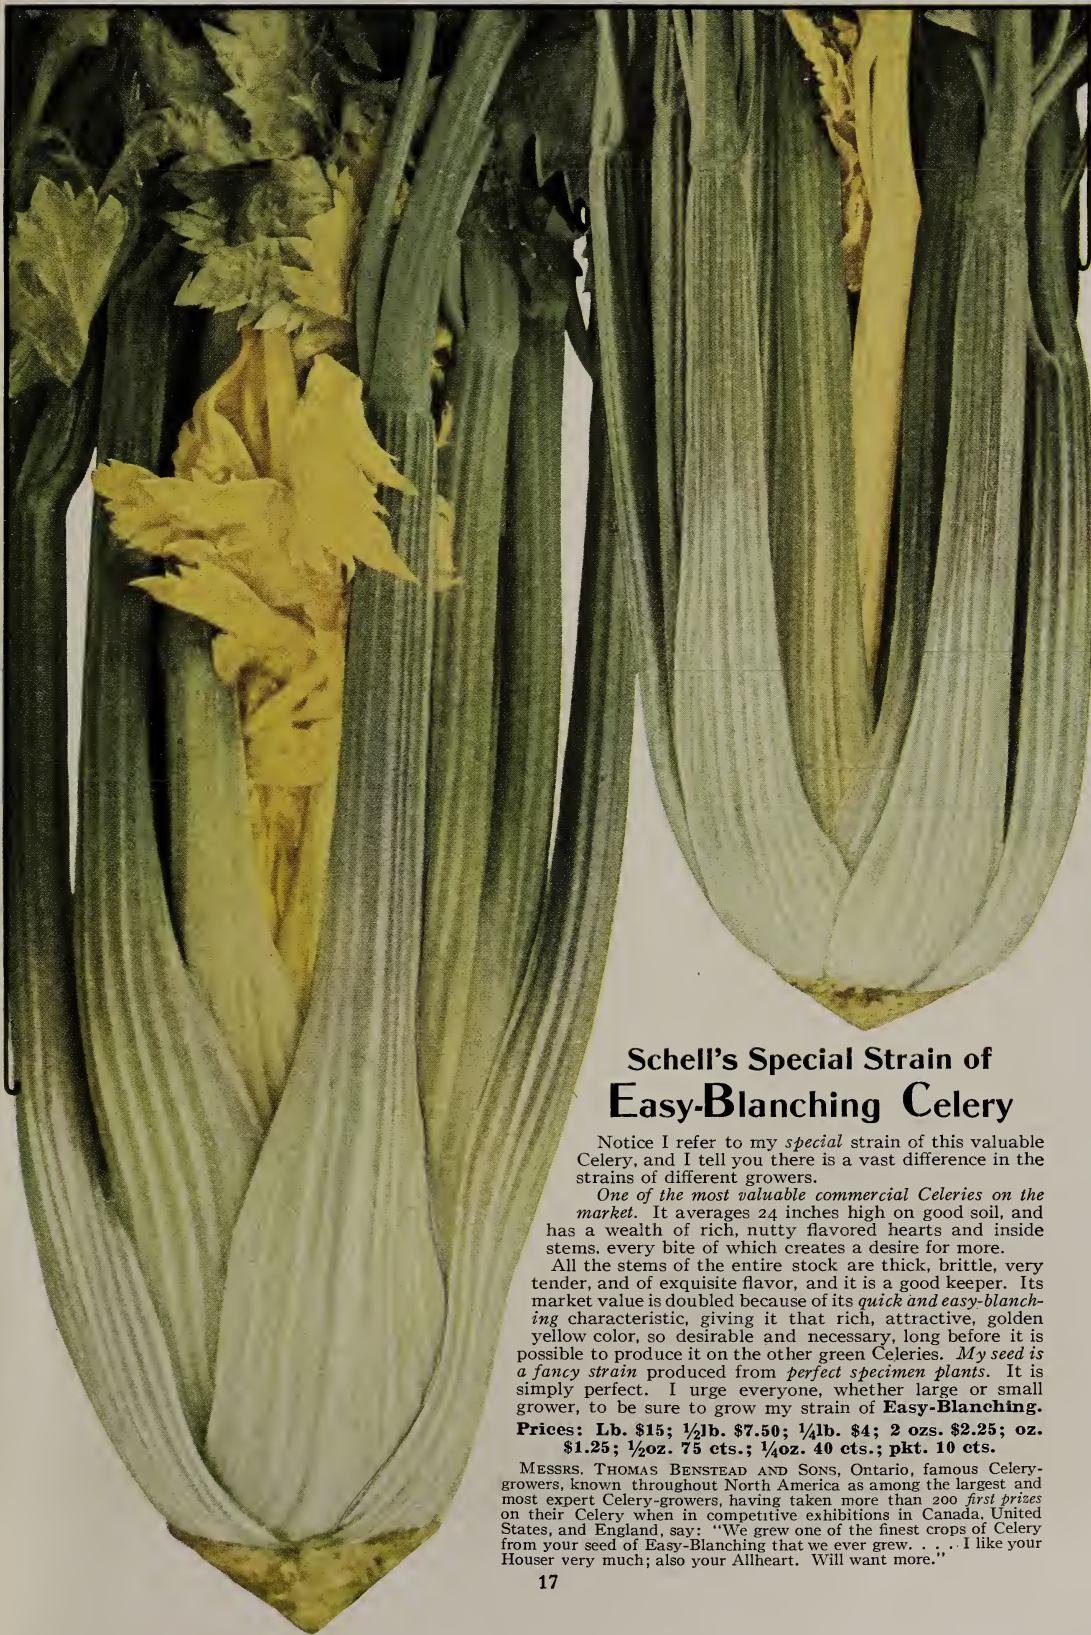 Schell's Special Strain of
Easy-Blanching Celery
Notice I refer to my special strain of this valuable
Celery, and I tell you there is a vast difference in the
strains of different growers.
One of the most valuable commercial Celeries on the
market. It averages 24 inches high on good soil, and
has a wealth of rich, nutty flavored hearts and inside
stems. every bite of which creates a desire for more.
All the stems of the entire stock are thick, brittle, very
tender, and of exquisite flavor, and it is a good keeper. Its
market value is doubled because of its quick and easy-blanch-
ing characteristic, giving it that rich, attractive, golden
yellow color, so desirable and necessary, long before it is
possible to produce it on the other green Celeries. My seed is
a fancy strain produced from perfect specimen plants. It is
simply perfect. I urge everyone, whether large or small
grower, to be sure to grow my strain of Easy-Blanching.
Prices: Lb. $15; ½lb. $7.50; ¼lb. $4; 2 ozs. $2.25; oz.
$1.25; ½oz. 75 cts.; ¼oz. 40 cts.; pkt. 10 cts.
MESSRS. THOMAS BENSTEAD AND SONS, Ontario, famous Celery-
growers, known throughout North America as among the largest and
most expert Celery-growers, having taken more than 200 first prizes
on their Celery when in competitive exhibitions in Canada, United
States, and England, say: "We grew one of the finest crops of Celery
from your seed of Easy-Blanching that we ever grew. . . . . I like your
Houser very much; also your Allheart. Will want more."
17